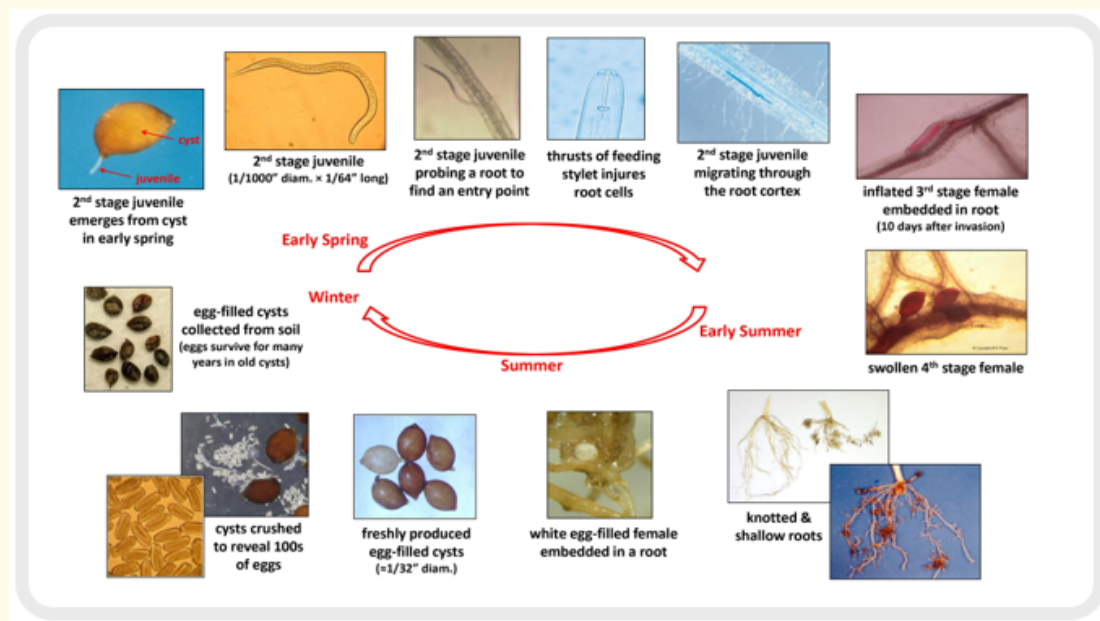 cyst
juvenile
2nd stage juvenile
emerges from cyst
in early spring
2nd stage juvenile
(1/1000” diam. × 1/64” long)
2nd stage juvenile
probing a root to
find an entry point
thrusts of feeding
stylet injures
root cells
2nd stage juvenile
migrating through
the root cortex
inflated 3rd stage female
embedded in root
(10 days after invasion)
Early Spring
Winter
Early Summer
Summer
swollen 4th stage female
egg-filled cysts
collected from soil
(eggs survive for many
years in old cysts)
cysts crushed
to reveal 100s
of eggs
freshly produced
egg-filled cysts
(≈1/32” diam.)
white egg-filled female
embedded in a root
knotted &
shallow roots